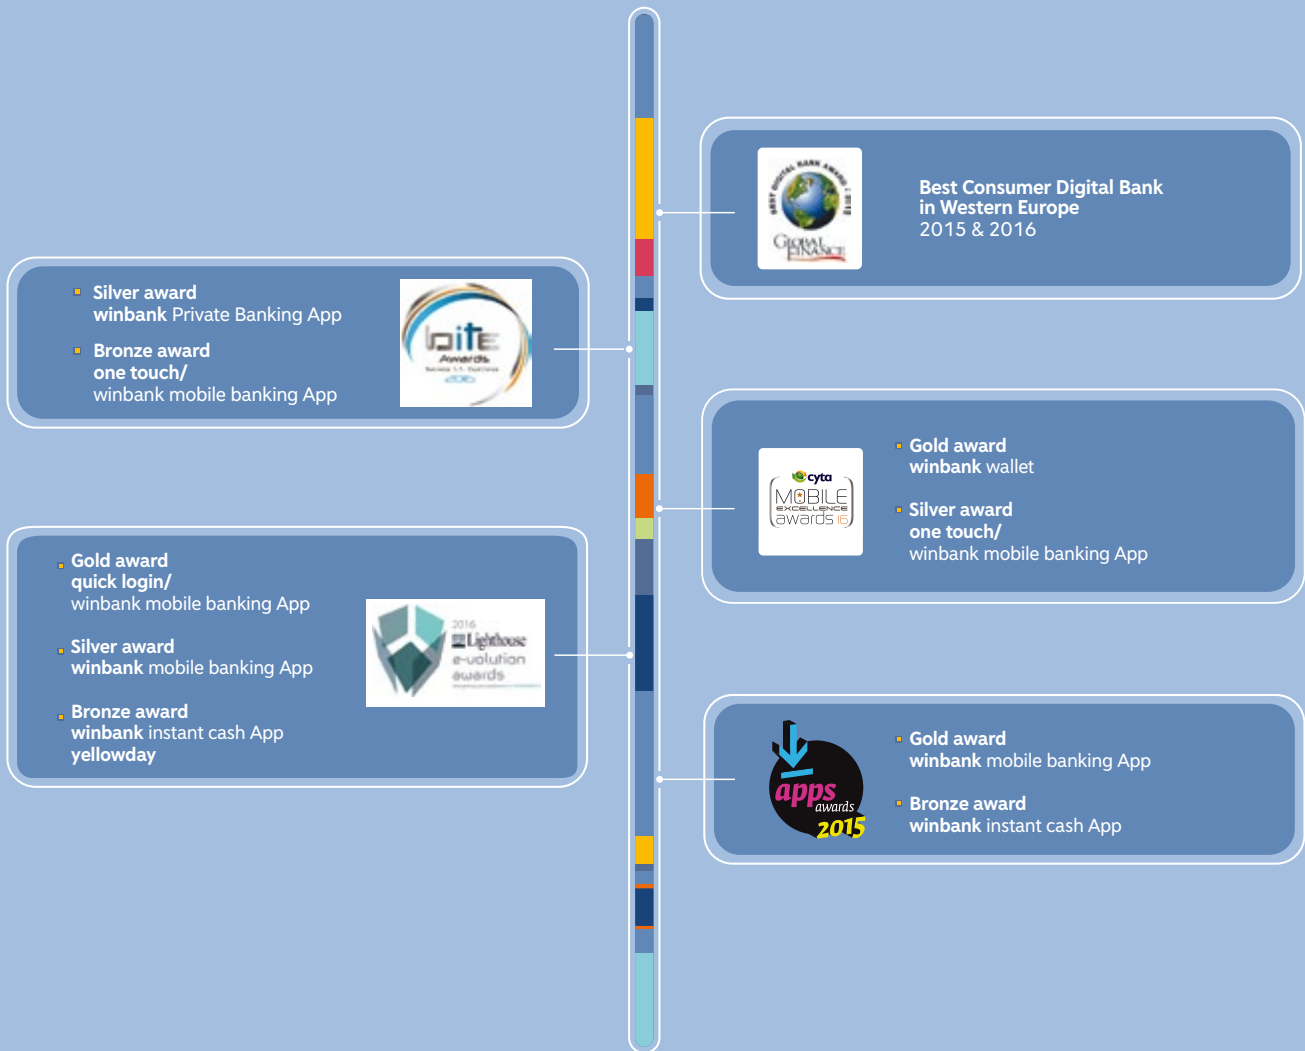 BEST DIGITAL BANK AWARD
GLOBAL
FINANCE
Best Consumer Digital Bank
in Western Europe
2015 & 2016
Silver award
winbank Private Banking App
Bronze award
one touch/
winbank mobile banking App
bite
Awards
cyta
MOBILE
EXCELLENCE
awards 16
Gold award
winbank wallet
Silver award
one touch/
winbank mobile banking App
Gold award
quick login/
winbank mobile banking App
Silver award
winbank mobile banking App
Bronze award
winbank instant cash App
yellowday
2016
Lighthouse
e-volution
awards
apps
awards
2015
Gold award
winbank mobile banking App
Bronze award
winbank instant cash App